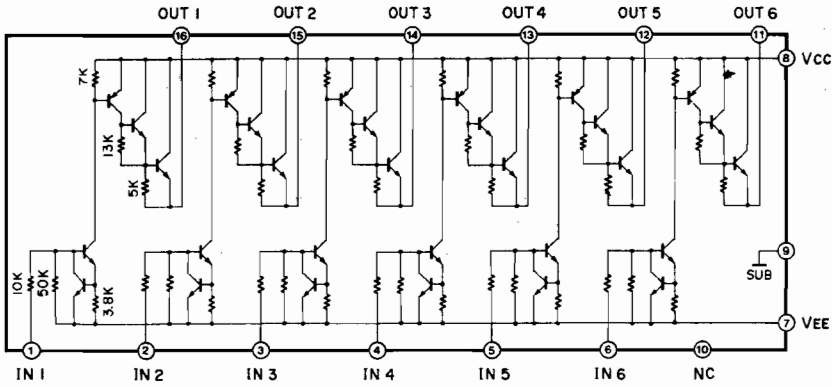 OUT 1 OUT 2 OUT 3 OUT 4 OUT 5 OUT 6
16 15 14 13 12 11
8 VCC
7K
13K
5K
9
SUB
10K
50K
3.8K
7 VEE
1 2 3 4 5 6 10
IN 1 IN 2 IN 3 IN 4 IN 5 IN 6 NC